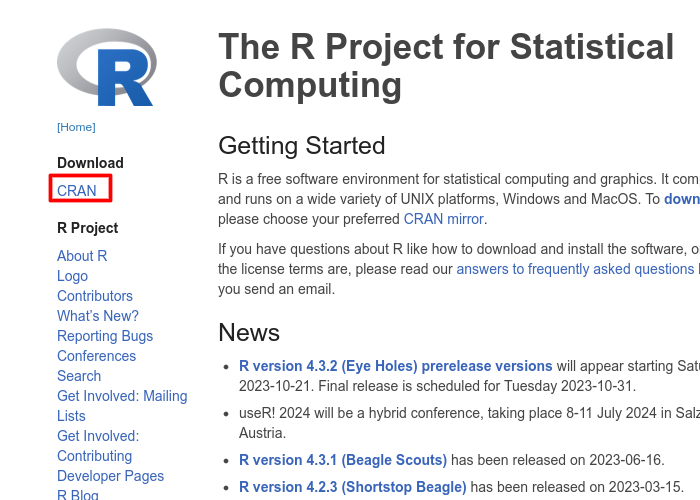 R
The R Project for Statistical
Computing
[Home]
Download
CRAN
R Project
About R
Logo
Contributors
What's New?
Reporting Bugs
Conferences
Search
Get Involved: Mailing
Lists
Get Involved:
Contributing
Developer Pages
R Blog
Getting Started
R is a free software environment for statistical computing and graphics. It com
and runs on a wide variety of UNIX platforms, Windows and MacOS. To down
please choose your preferred CRAN mirror.
If you have questions about R like how to download and install the software, o
the license terms are, please read our answers to frequently asked questions
you send an email.
News
• R version 4.3.2 (Eye Holes) prerelease versions will appear starting Satu
2023-10-21. Final release is scheduled for Tuesday 2023-10-31.
• useR! 2024 will be a hybrid conference, taking place 8-11 July 2024 in Salz
Austria.
• R version 4.3.1 (Beagle Scouts) has been released on 2023-06-16.
• R version 4.2.3 (Shortstop Beagle) has been released on 2023-03-15.